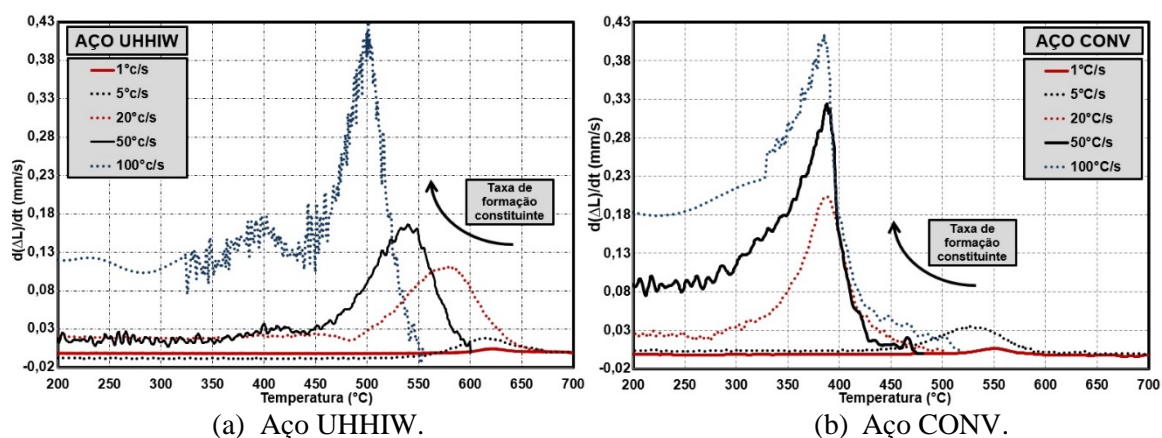 0,43
0,38
0,33
0,28
0,23
0,18
0,13
0,08
0,03
-0,02
d(ΔL)/dt (mm/s)
AÇO UHHIW
1°c/s
5°c/s
20°c/s
50°c/s
100°c/s
Taxa de
formação
constituinte
200 250 300 350 400 450 500 550 600 650 700
Temperatura (°C)
(a) Aço UHHIW.
0,43
0,38
0,33
0,28
0,23
0,18
0,13
0,08
0,03
-0,02
d(ΔL)/dt (mm/s)
AÇO CONV
1°C/s
5°C/s
20°C/s
50°C/s
100°C/s
Taxa de
formação
constituinte
200 250 300 350 400 450 500 550 600 650 700
Temperatura (°C)
(b) Aço CONV.